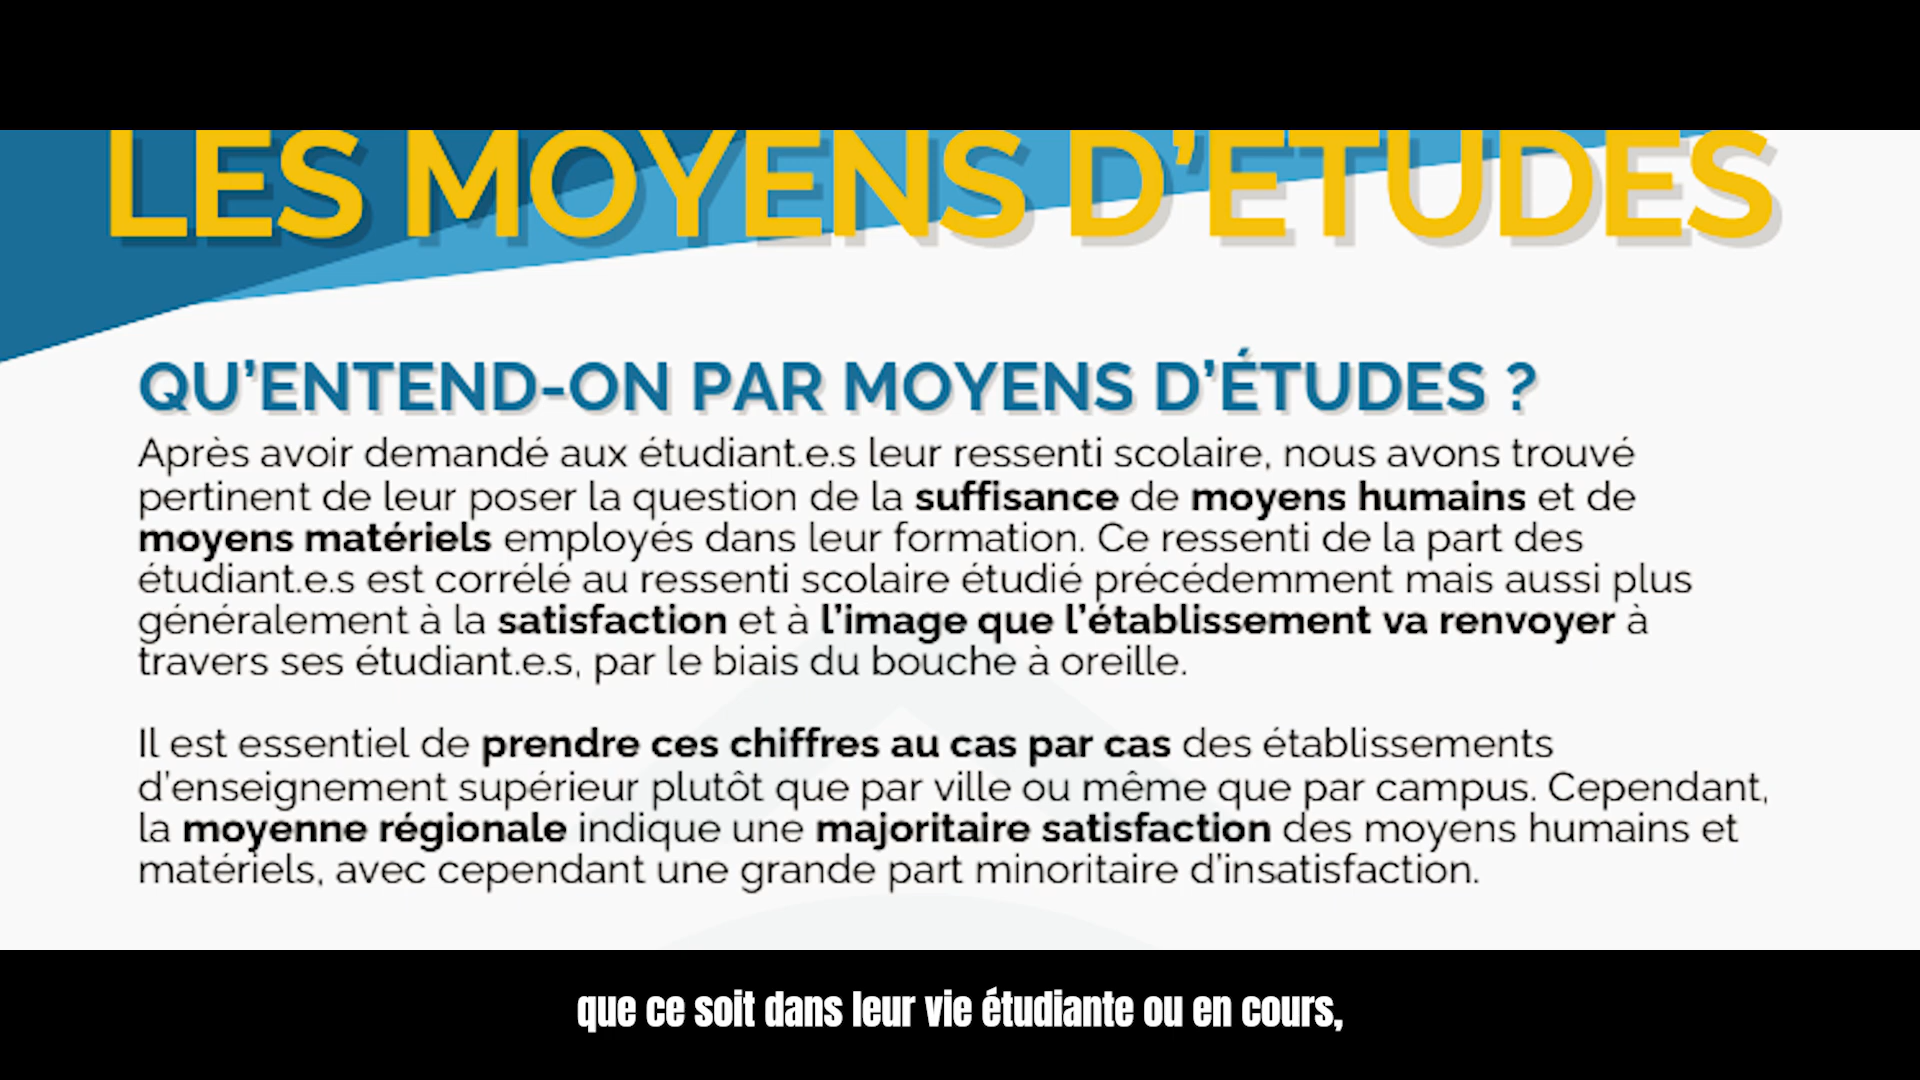 LES MOYENS D'ETUDES
QU'ENTEND-ON PAR MOYENS D'ÉTUDES ?
Après avoir demandé aux étudiant.e.s leur ressenti scolaire, nous avons trouvé
pertinent de leur poser la question de la suffisance de moyens humains et de
moyens matériels employés dans leur formation. Ce ressenti de la part des
étudiant.e.s est corrélé au ressenti scolaire étudié précédemment mais aussi plus
généralement à la satisfaction et à l'image que l'établissement va renvoyer à
travers ses étudiant.e.s, par le biais du bouche à oreille.
Il est essentiel de prendre ces chiffres au cas par cas des établissements
d'enseignement supérieur plutôt que par ville ou même que par campus. Cependant,
la moyenne régionale indique une majoritaire satisfaction des moyens humains et
matériels, avec cependant une grande part minoritaire d'insatisfaction.
que ce soit dans leur vie étudiante ou en cours,